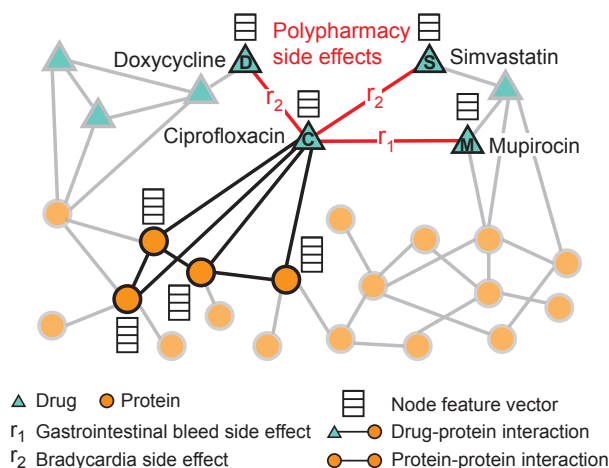 Polypharmacy
side effects
Doxycycline
D
S
Simvastatin
r2
r2
Ciprofloxacin
C
r1
M
Mupirocin
Drug
Protein
Node feature vector
r1 Gastrointestinal bleed side effect
Drug-protein interaction
r2 Bradycardia side effect
Protein-protein interaction